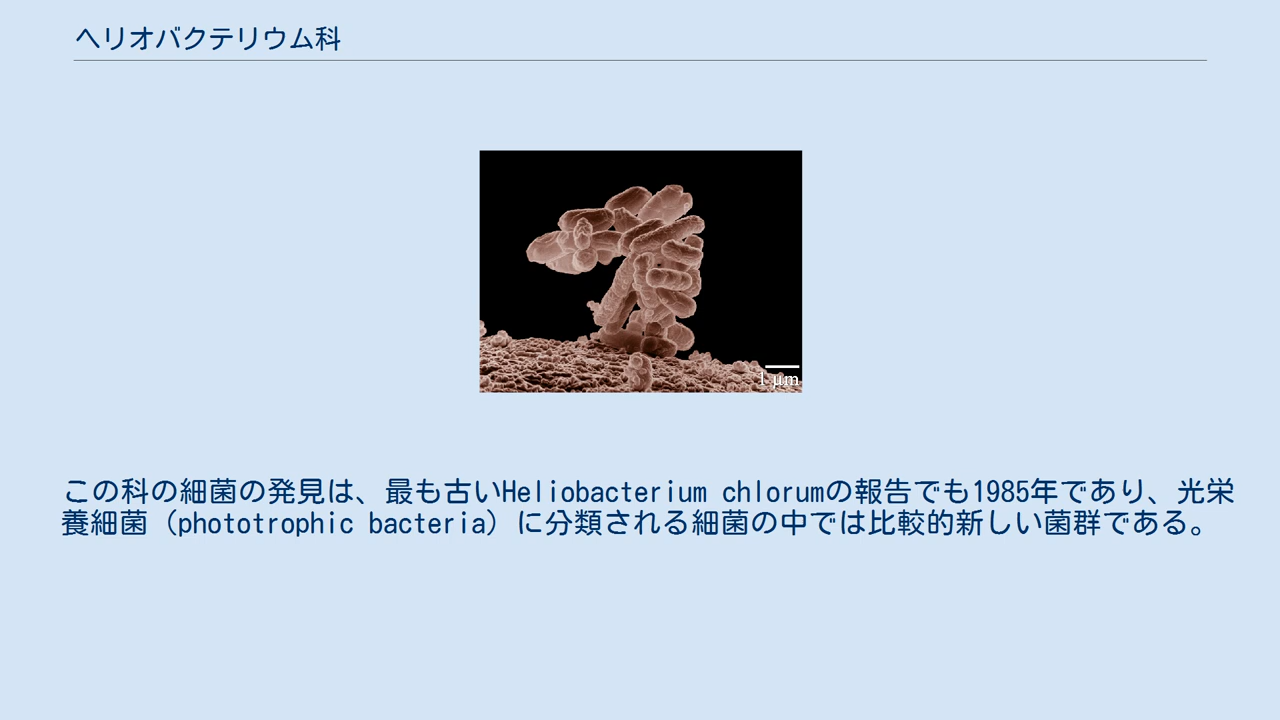 ヘリオバクテリウム科
1 µm
この科の細菌の発見は、最も古いHeliobacterium chlorumの報告でも1985年であり、光栄
養細菌（phototrophic bacteria）に分類される細菌の中では比較的新しい菌群である。